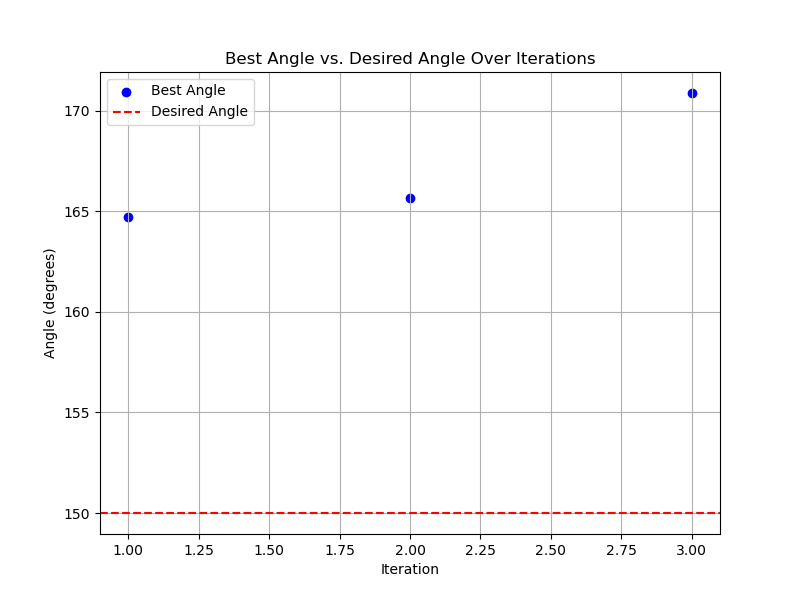 Best Angle vs. Desired Angle Over Iterations
Best Angle
Desired Angle
Angle (degrees)
170
165
160
155
150
1.00 1.25 1.50 1.75 2.00 2.25 2.50 2.75 3.00
Iteration